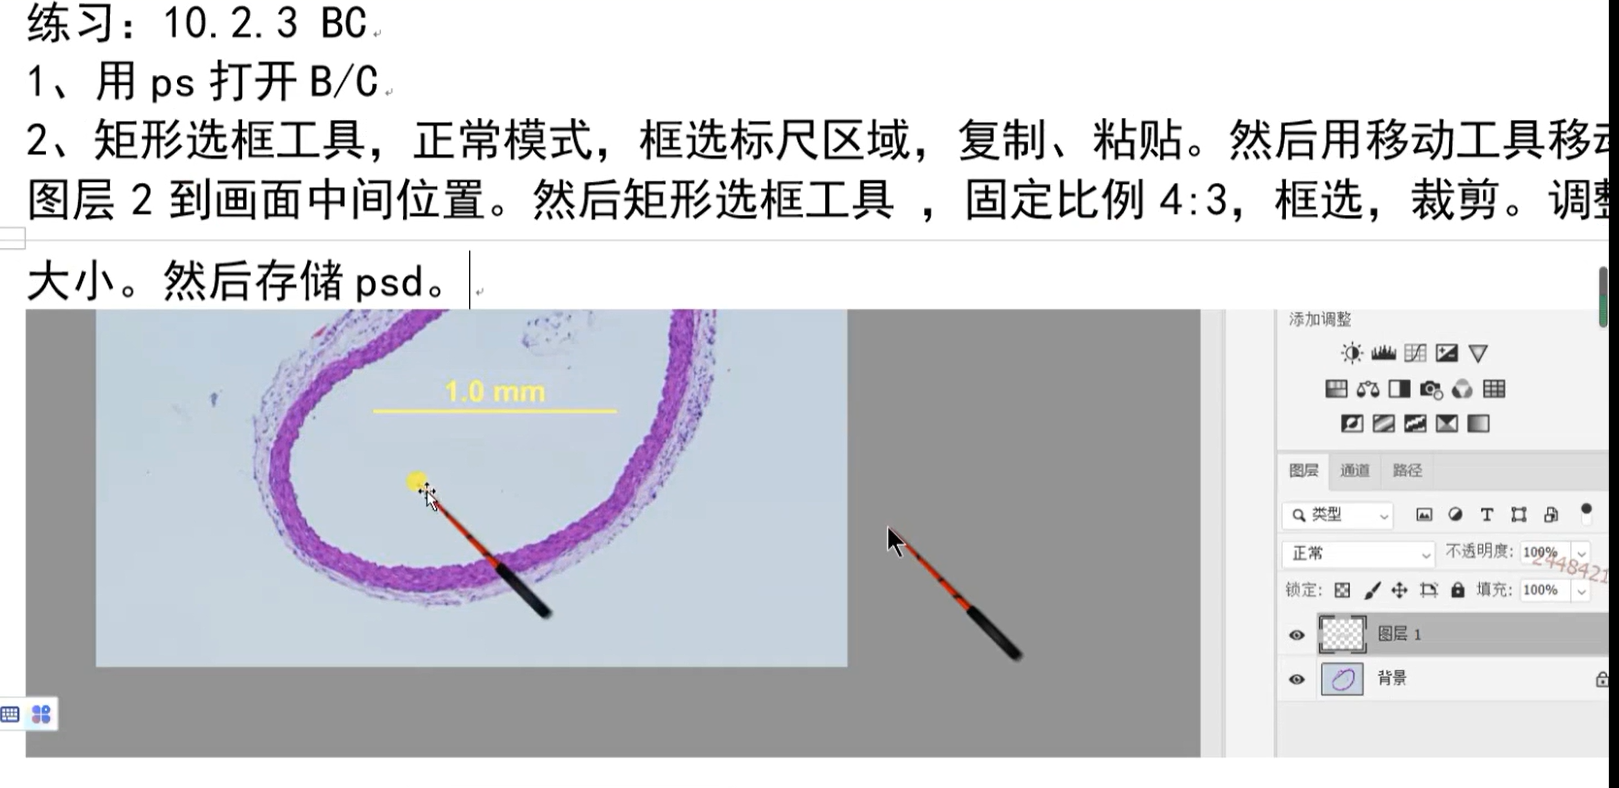 练习：10.2.3 BC
1、用 ps 打开 B/C
2、矩形选框工具，正常模式，框选标尺区域，复制、粘贴。然后用移动工具移动
图层 2 到画面中间位置。然后矩形选框工具 ，固定比例 4:3，框选，裁剪。调整
大小。然后存储 psd。
添加调整
1.0 mm
图层 通道 路径
类型
正常 不透明度: 100%
2448421
锁定: 填充: 100%
图层 1
背景